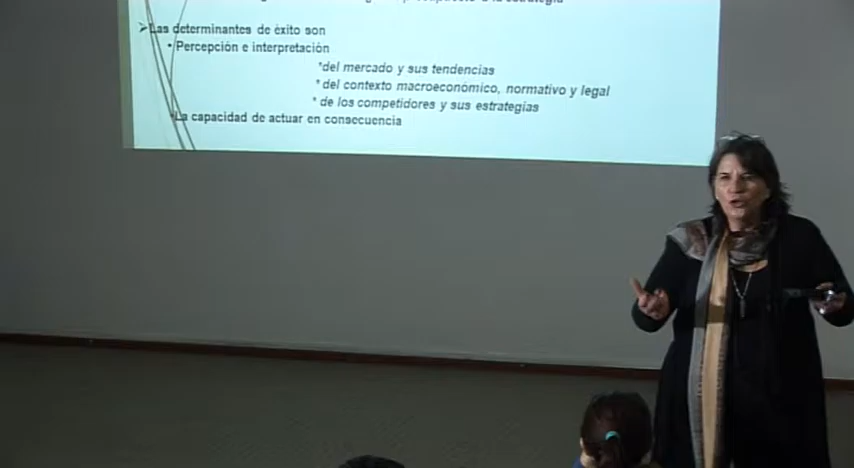 ➢Las determinantes de éxito son
• Percepción e interpretación
*del mercado y sus tendencias
*del contexto macroeconómico, normativo y legal
* de los competidores y sus estrategias
•La capacidad de actuar en consecuencia